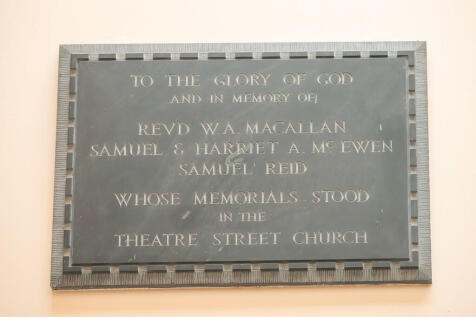 TO THE GLORY OF GOD
AND IN MEMORY OF
REVD W.A. MACALLAN
SAMUEL & HARRIET A. McEWEN
SAMUEL REID
WHOSE MEMORIALS STOOD
IN THE
THEATRE STREET CHURCH